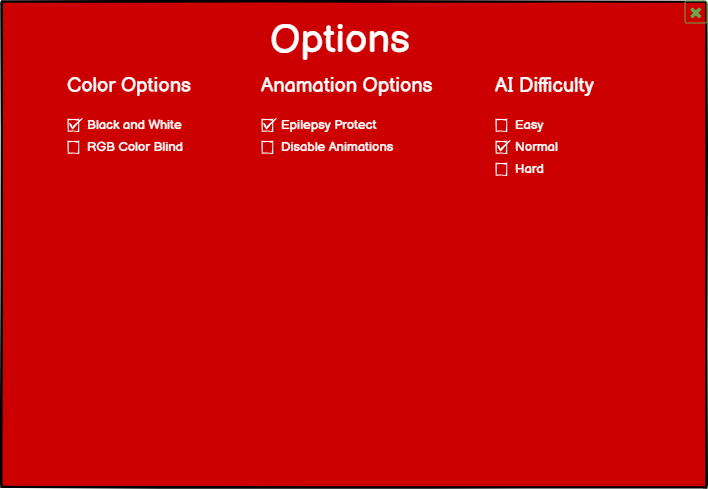 Options
Color Options
Black and White
RGB Color Blind
Anamation Options
Epilepsy Protect
Disable Animations
AI Difficulty
Easy
Normal
Hard